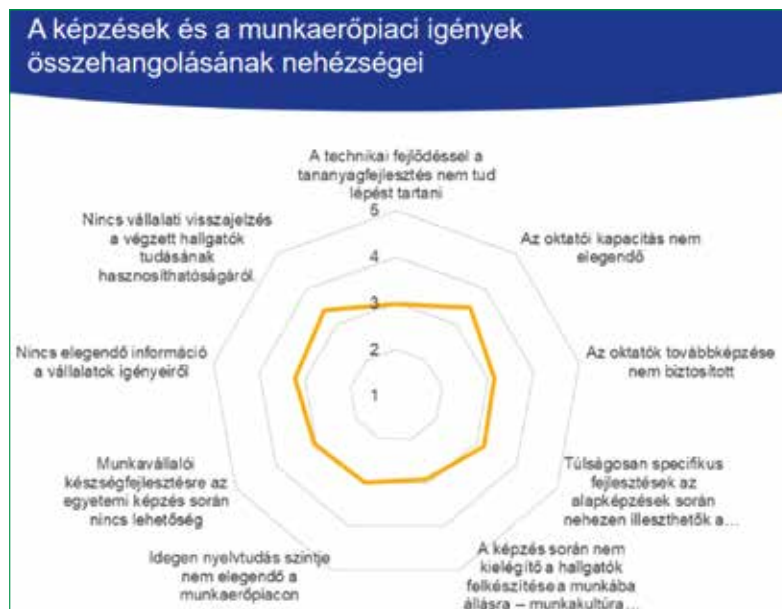 A képzések és a munkaerőpiaci igények
összehangolásának nehézségei
A technikai fejlődéssel a
tananyagfejlesztés nem tud
lépést tartani
Az oktatói kapacitás nem
elegendő
Az oktatók továbbképzése
nem biztosított
Túlságosan specifikus
fejlesztések az
alapképzések során
nehezen illeszthetők a...
A képzés során nem
kielégítő a hallgatók
felkészítése a munkába
állásra – munkakultúra...
Idegen nyelvtudás szintje
nem elegendő a
munkaerőpiacon
Munkavállalói
készségfejlesztésre az
egyetemi képzés során
nincs lehetőség
Nincs elegendő információ
a vállalatok igényeiről
Nincs vállalati visszajelzés
a végzett hallgatók
tudásának
hasznosíthatóságáról
5
4
3
2
1